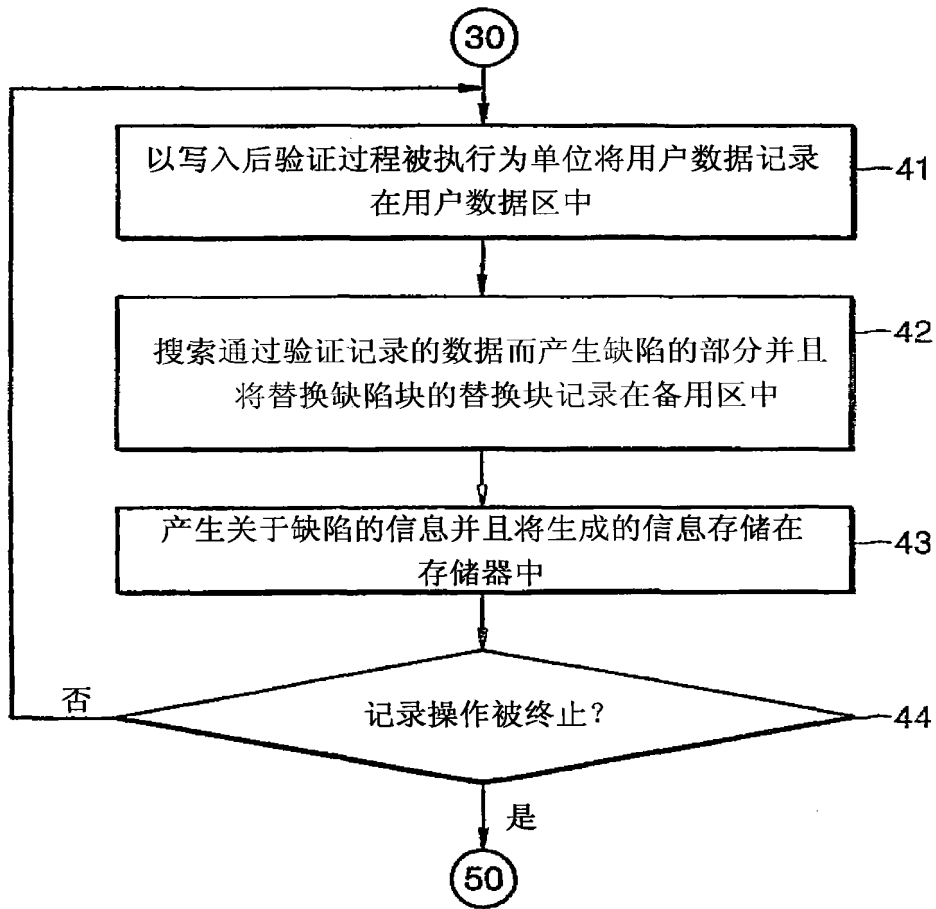 30
以写入后验证过程被执行为单位将用户数据记录
在用户数据区中
41
搜索通过验证记录的数据而产生缺陷的部分并且
将替换缺陷块的替换块记录在备用区中
42
产生关于缺陷的信息并且将生成的信息存储在
存储器中
43
记录操作被终止?
44
否
是
50